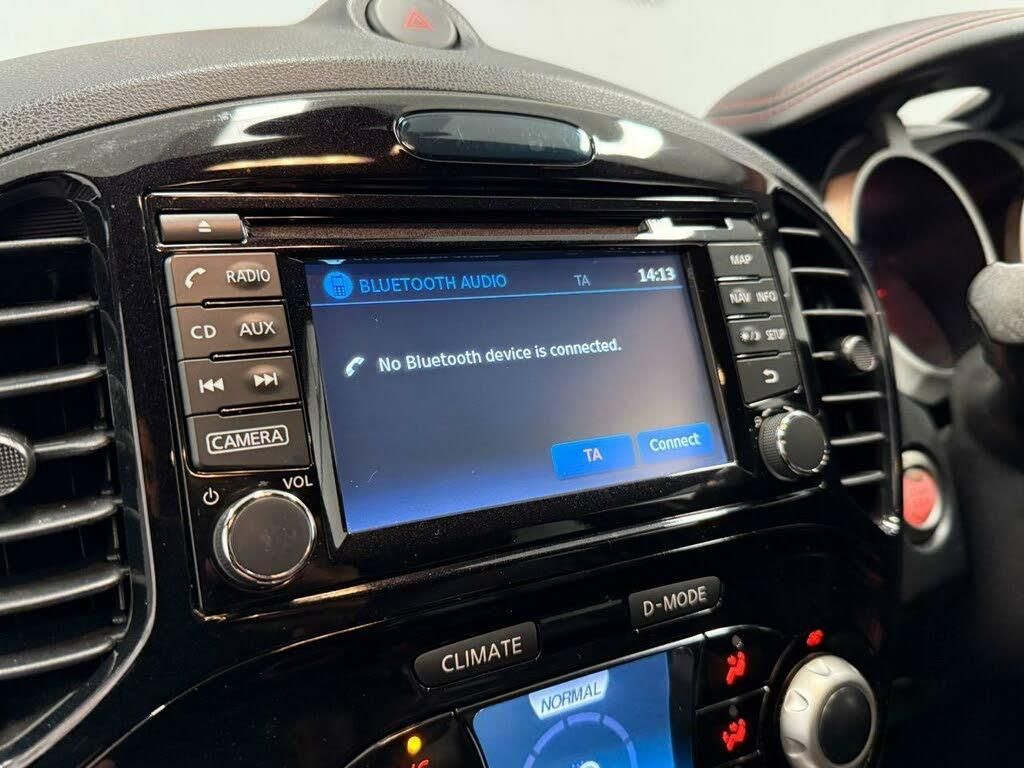 MAP
RADIO
BLUETOOTH AUDIO
TA
14:13
NAV
INFO
CD
AUX
SETUP
No Bluetooth device is connected.
CAMERA
TA
Connect
VOL
D-MODE
CLIMATE
NORMAL